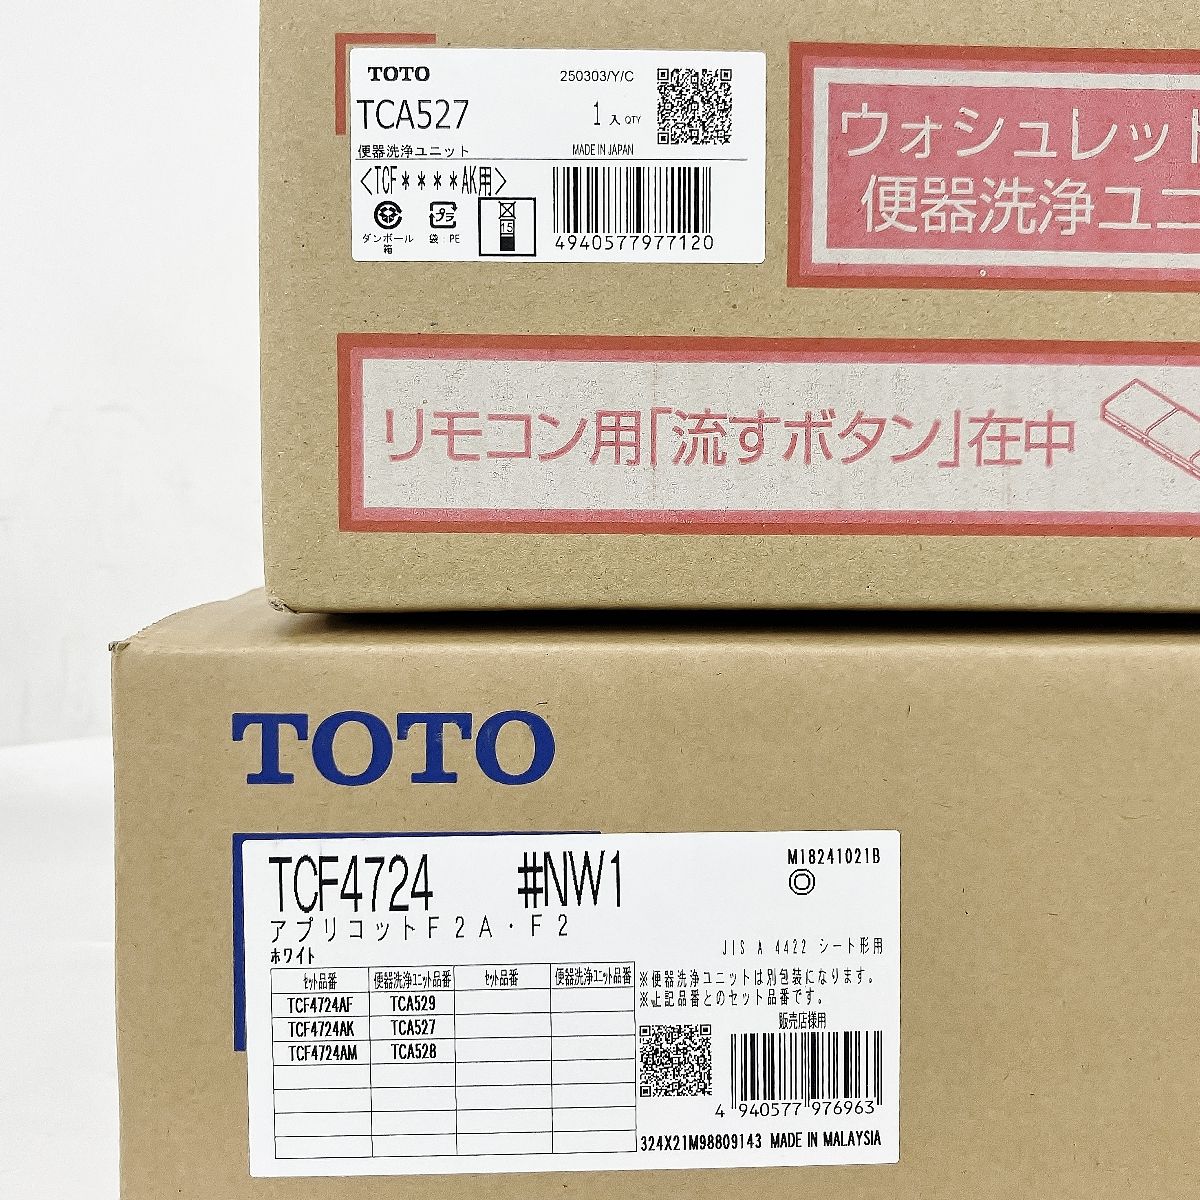 TOTO
250303/Y/C
TCA527
1 入 QTY
便器洗浄ユニット
MADE IN JAPAN
<TCF****AK用>
ダンボール
箱
プラ
袋:PE
15
4940577977120
ウォシュレット
便器洗浄ユニ
リモコン用「流すボタン」在中
TOTO
TCF4724 #NW1
M18241021B
アプリコットF2A・F2
ホワイト
JIS A 4422 シート形用
セット品番 便器洗浄ユニット品番 セット品番 便器洗浄ユニット品番
TCF4724AF TCA529
TCF4724AK TCA527
TCF4724AM TCA528
※便器洗浄ユニットは別包装になります。
※上記品番とのセット品番です。
販売店様用
4 940577 976963
324X21M98809143 MADE IN MALAYSIA